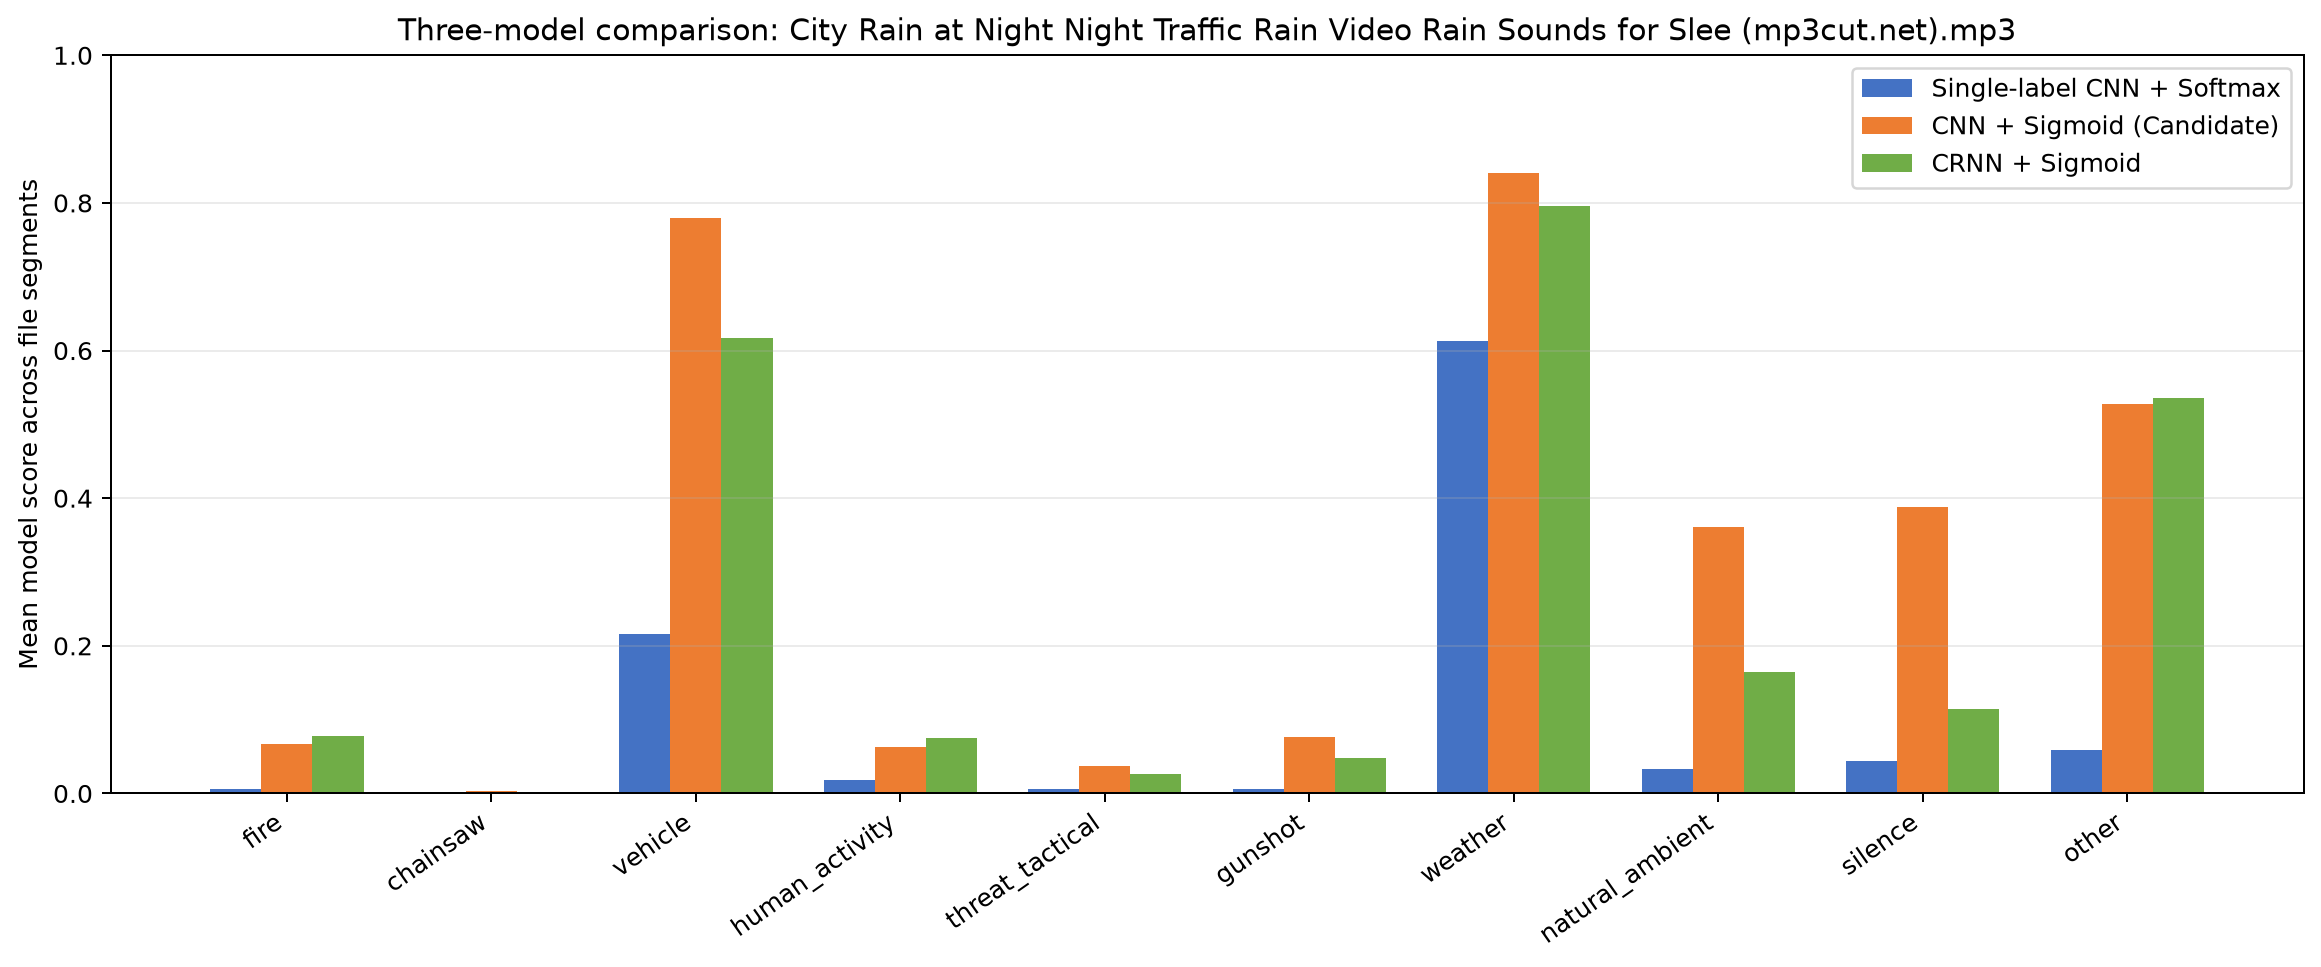 Three-model comparison: City Rain at Night Night Traffic Rain Video Rain Sounds for Slee (mp3cut.net).mp3
Single-label CNN + Softmax
CNN + Sigmoid (Candidate)
CRNN + Sigmoid
Mean model score across file segments
1.0
0.8
0.6
0.4
0.2
0.0
fire
chainsaw
vehicle
human_activity
threat_tactical
gunshot
weather
natural_ambient
silence
other